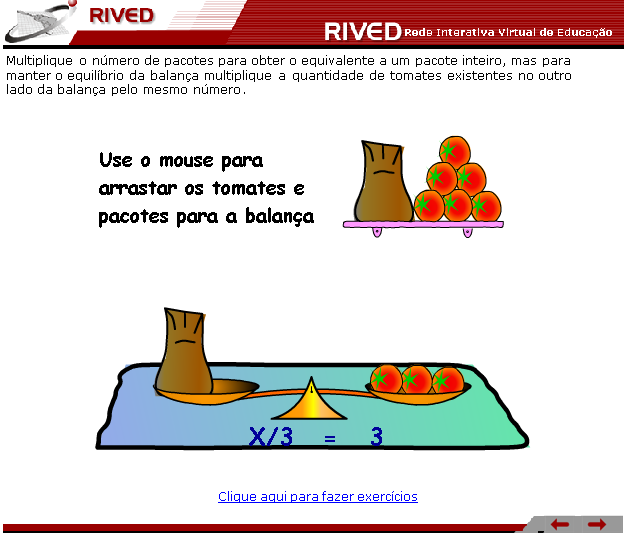 RIVED
RIVED Rede Interativa Virtual de Educação
Multiplique o número de pacotes para obter o equivalente a um pacote inteiro, mas para
manter o equilíbrio da balança multiplique a quantidade de tomates existentes no outro
lado da balança pelo mesmo número.
Use o mouse para
arrastar os tomates e
pacotes para a balança
X/3 = 3
Clique aqui para fazer exercícios